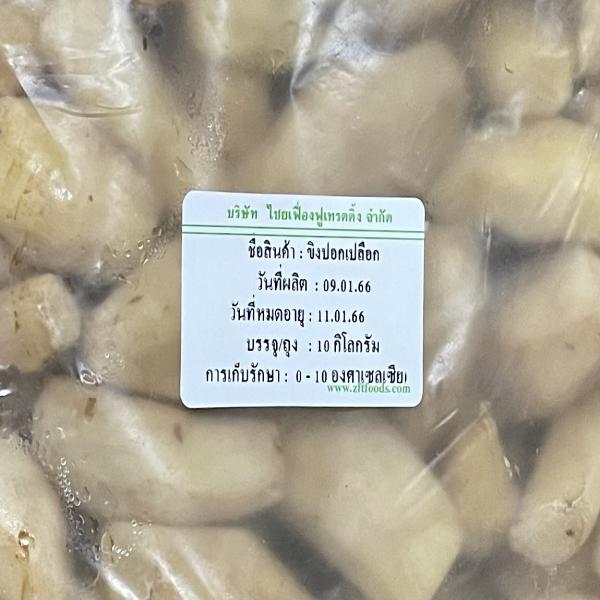 บริษัท ไชยเฟื่องฟูเทรดดิ้ง จำกัด
ชื่อสินค้า : ขิงปอกเปลือก
วันที่ผลิต : 09.01.66
วันที่หมดอายุ : 11.01.66
บรรจุ/ถุง : 10 กิโลกรัม
การเก็บรักษา : 0 - 10 องศาเซลเซีย
www.zltfoods.com